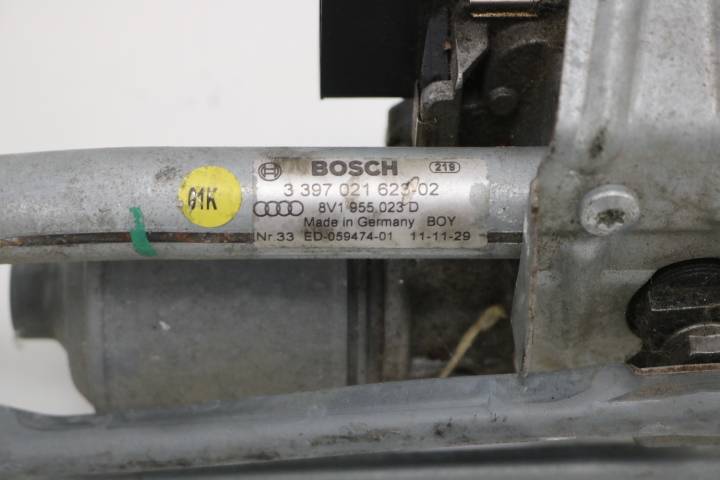 BOSCH 219
3 397 021 623-02
8V1 955 023 D
Made in Germany BOY
Nr 33 ED-059474-01 11-11-29
01K